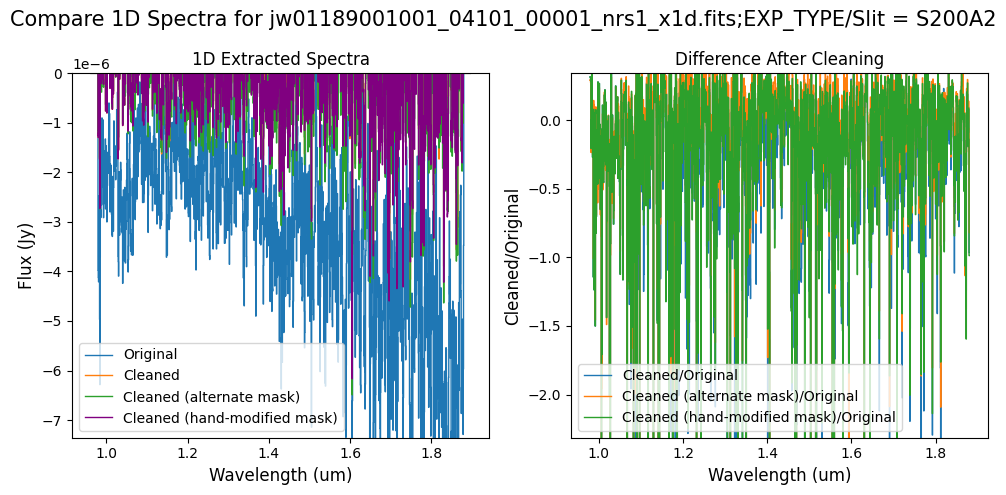 Compare 1D Spectra for jw01189001001_04101_00001_nrs1_x1d.fits;EXP_TYPE/Slit = S200A2
1D Extracted Spectra
1e−6
0
−1
−2
−3
−4
−5
−6
−7
Flux (Jy)
Original
Cleaned
Cleaned (alternate mask)
Cleaned (hand-modified mask)
1.0 1.2 1.4 1.6 1.8
Wavelength (um)
Difference After Cleaning
0.0
−0.5
−1.0
−1.5
−2.0
Cleaned/Original
Cleaned/Original
Cleaned (alternate mask)/Original
Cleaned (hand-modified mask)/Original
1.0 1.2 1.4 1.6 1.8
Wavelength (um)